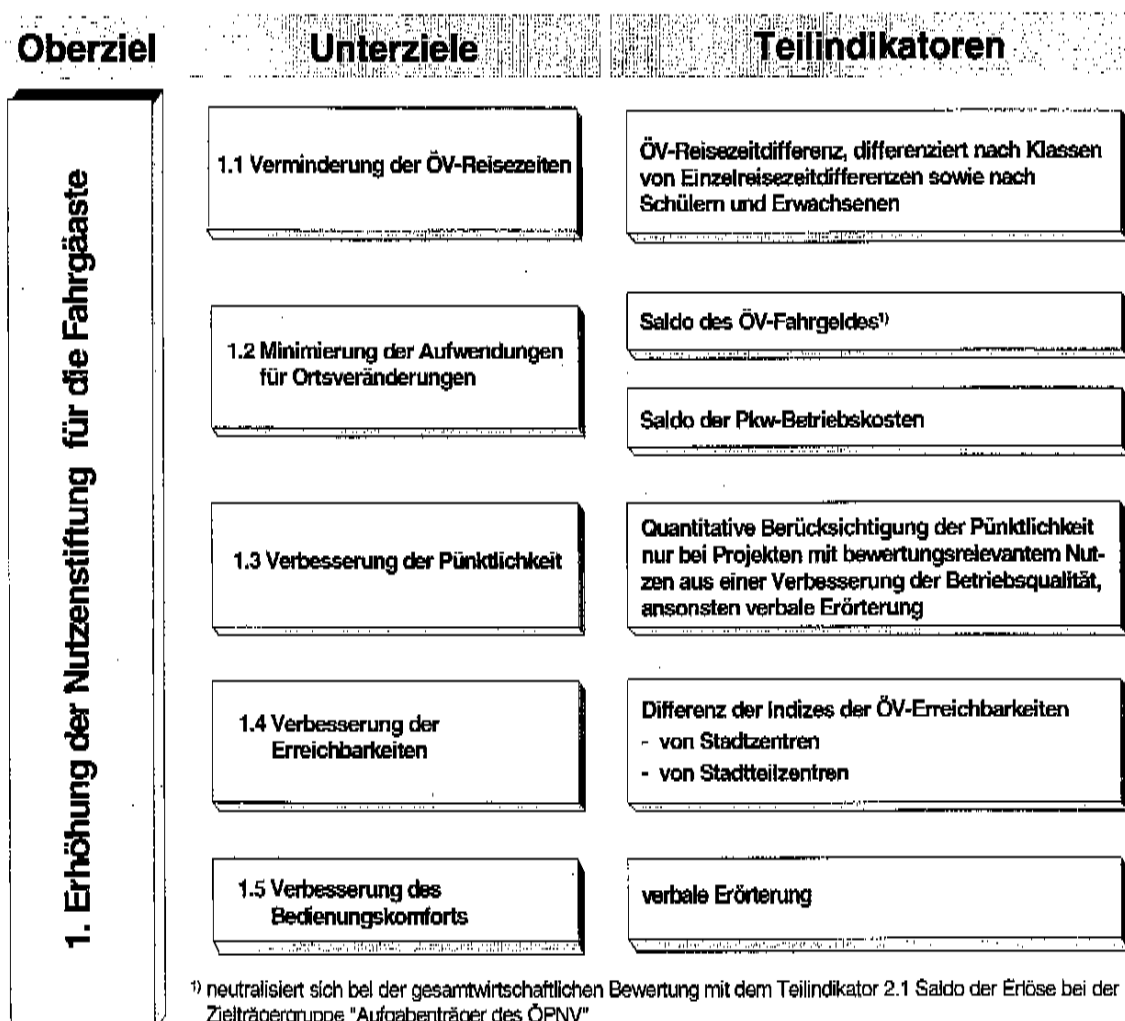 Oberziel
Unterziele
Teilindikatoren
1. Erhöhung der Nutzenstiftung für die Fahrgäaste
1.1 Verminderung der ÖV-Reisezeiten
ÖV-Reisezeitdifferenz, differenziert nach Klassen
von Einzelreisezeitdifferenzen sowie nach
Schülern und Erwachsenen
1.2 Minimierung der Aufwendungen
für Ortsveränderungen
Saldo des ÖV-Fahrgeldes¹⁾
Saldo der Pkw-Betriebskosten
1.3 Verbesserung der Pünktlichkeit
Quantitative Berücksichtigung der Pünktlichkeit
nur bei Projekten mit bewertungsrelevantem Nut-
zen aus einer Verbesserung der Betriebsqualität,
ansonsten verbale Erörterung
1.4 Verbesserung der
Erreichbarkeiten
Differenz der Indizes der ÖV-Erreichbarkeiten
- von Stadtzentren
- von Stadtteilzentren
1.5 Verbesserung des
Bedienungskomforts
verbale Erörterung
¹⁾ neutralisiert sich bei der gesamtwirtschaftlichen Bewertung mit dem Teilindikator 2.1 Saldo der Erlöse bei der
Zielträgergruppe "Aufgabenträger des ÖPNV"